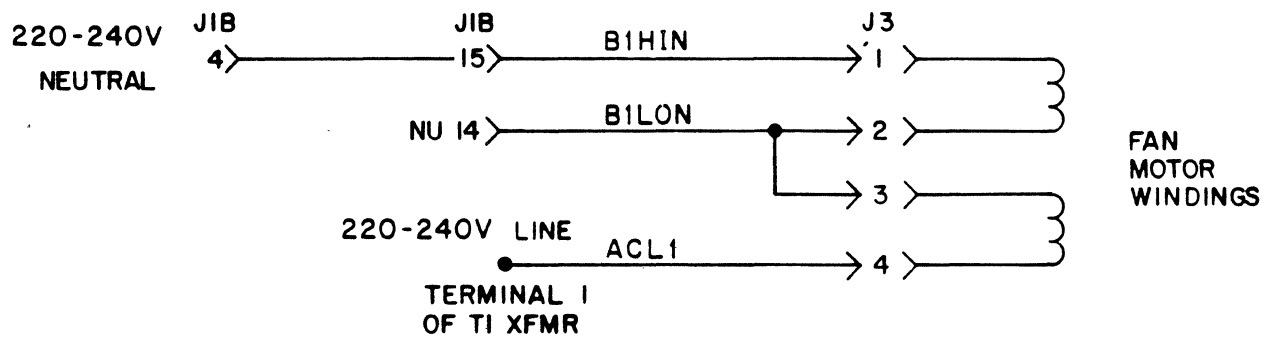 220-240V
NEUTRAL
J1B
4
J1B
15
B1HIN
J3
1
NU 14
B1LON
2
3
220-240V LINE
ACL1
4
TERMINAL 1
OF T1 XFMR
FAN
MOTOR
WINDINGS